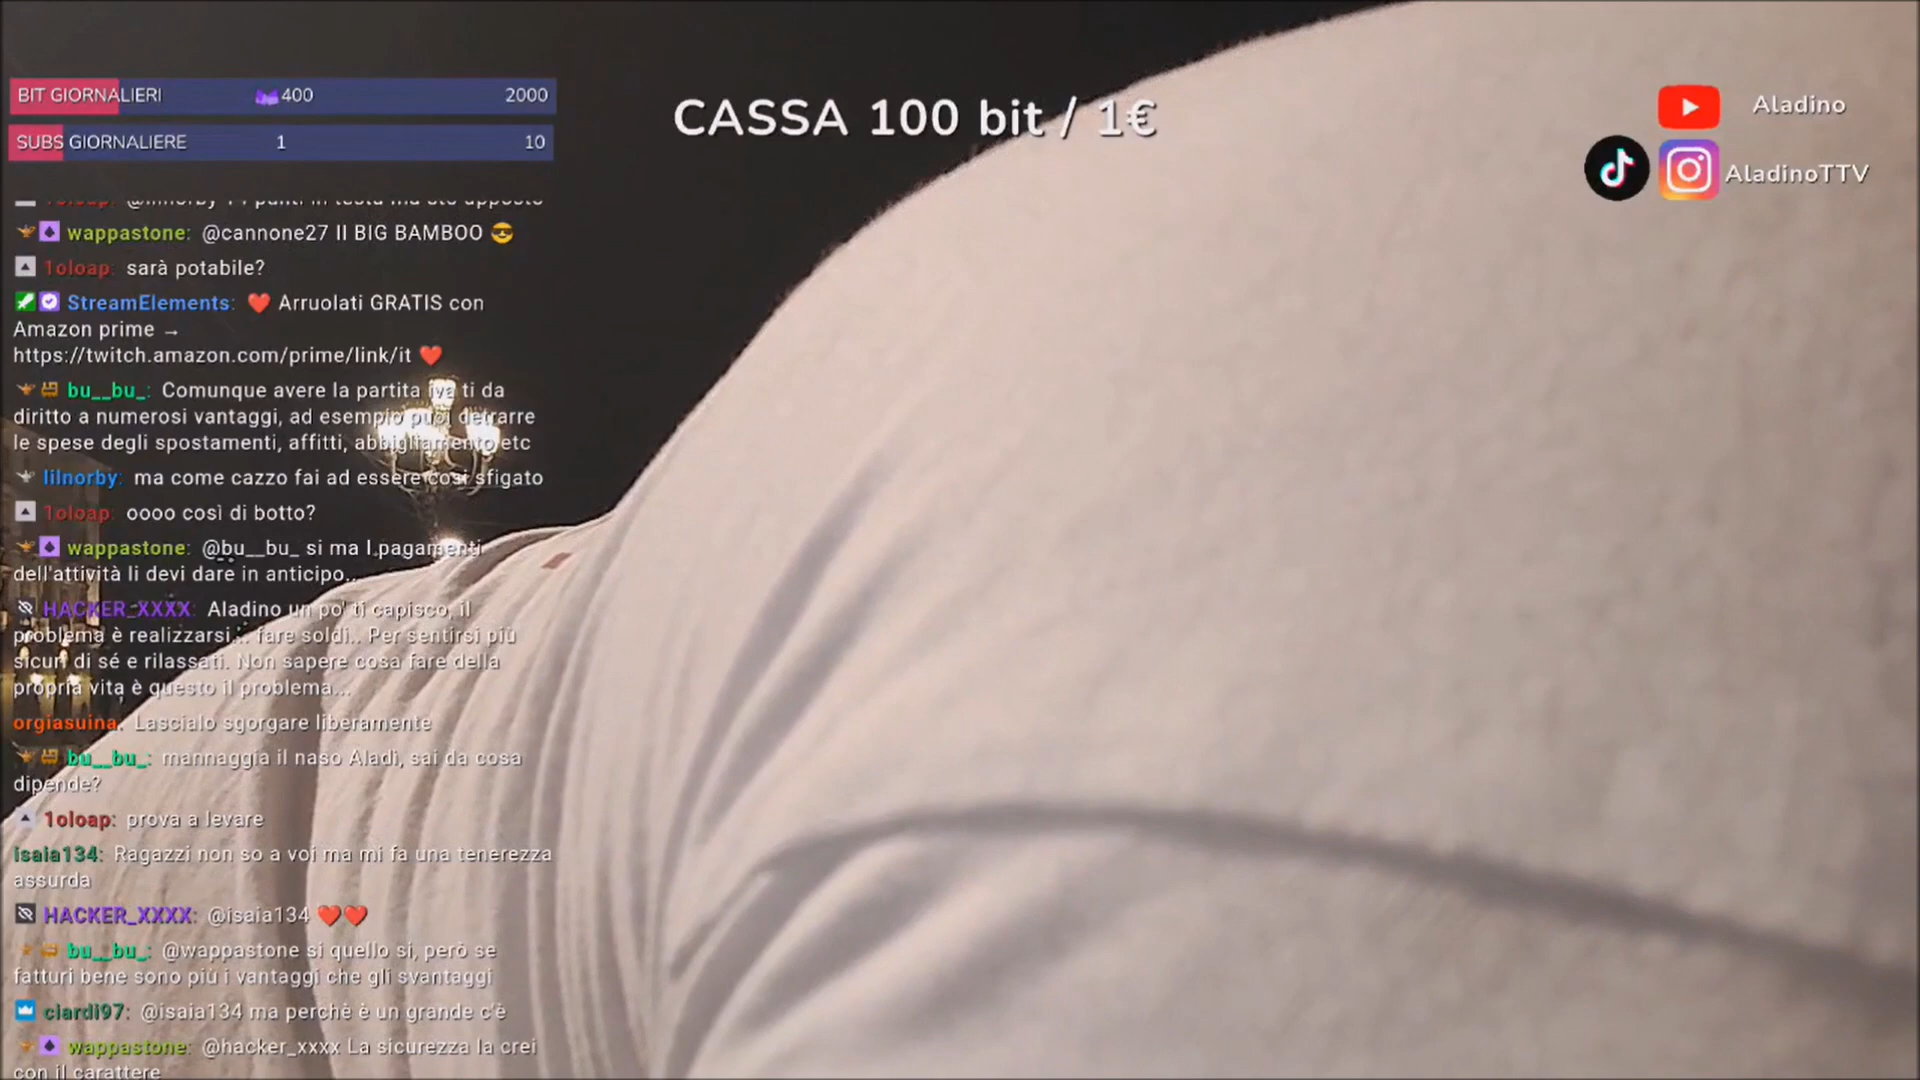 BIT GIORNALIERI 400 2000
SUBS GIORNALIERE 1 10
CASSA 100 bit / 1€
Aladino
AladinoTTV
wappastone: @cannone27 Il BIG BAMBOO 😎
1oloap: sarà potabile?
StreamElements: ❤️ Arruolati GRATIS con
Amazon prime →
https://twitch.amazon.com/prime/link/it ❤️
bu__bu_: Comunque avere la partita iva ti da
diritto a numerosi vantaggi, ad esempio puoi detrarre
le spese degli spostamenti, affitti, abbigliamento etc
lilnorby: ma come cazzo fai ad essere così sfigato
1oloap: oooo così di botto?
wappastone: @bu__bu_ si ma I pagamenti
dell'attività li devi dare in anticipo..
HACKER_XXXX: Aladino un po' ti capisco, il
problema è realizzarsi... fare soldi.. Per sentirsi più
sicuri di sé e rilassati. Non sapere cosa fare della
propria vita è questo il problema...
orgiasuina: Lascialo sgorgare liberamente
bu__bu_: mannaggia il naso Aladì, sai da cosa
dipende?
1oloap: prova a levare
isaia134: Ragazzi non so a voi ma mi fa una tenerezza
assurda
HACKER_XXXX: @isaia134 ❤️❤️
bu__bu_: @wappastone si quello si, però se
fatturi bene sono più i vantaggi che gli svantaggi
clardi97: @isaia134 ma perchè è un grande c'è
wappastone: @hacker_xxxx La sicurezza la crei
con il carattere